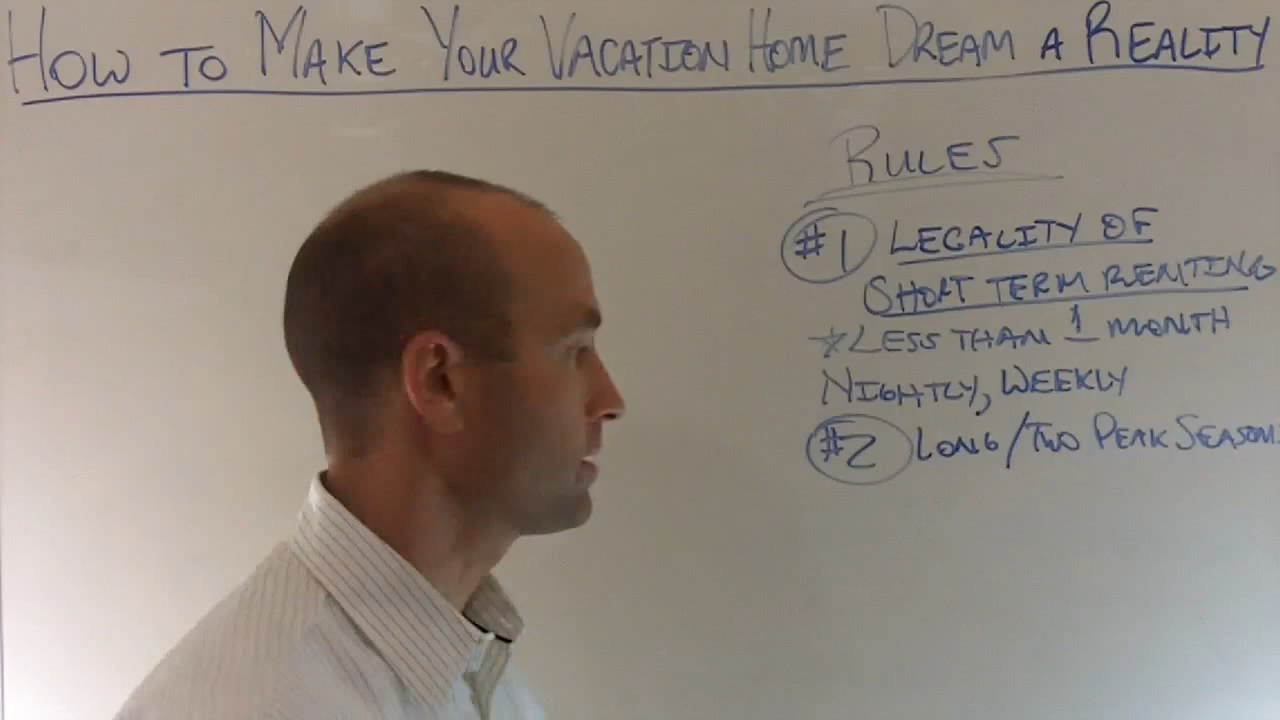 HOW TO MAKE YOUR VACATION HOME DREAM A REALITY
RULES
#1 LEGALITY OF
SHORT TERM RENTING
*LESS THAN 1 MONTH
NIGHTLY, WEEKLY
#2 LONG/TWO PEAK SEASON